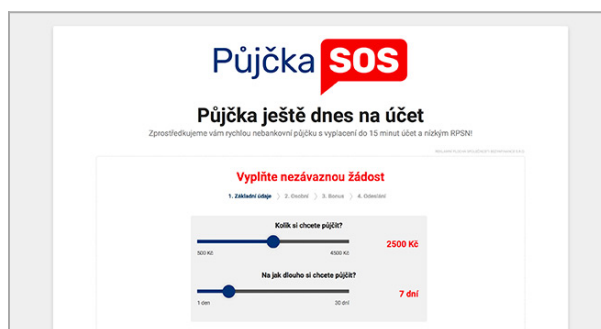 Půjčka SOS
Půjčka ještě dnes na účet
Zprostředkujeme vám rychlou nebankovní půjčku s vyplacení do 15 minut účet a nízkým RPSN!
Vyplňte nezávaznou žádost
1. Základní údaje 2. Osobní 3. Bonus 4. Odeslání
Kolik si chcete půjčit?
2500 Kč
500 Kč 4500 Kč
Na jak dlouho si chcete půjčit?
7 dní
1 den 30 dní